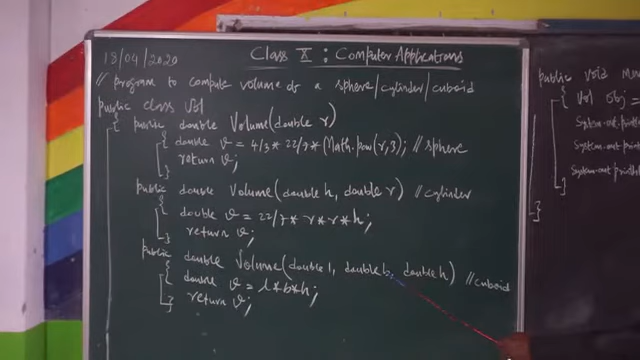 18/04/2020
Class X : Computer Applications
// program to compute volume of a sphere/cylinder/cuboid
public class Vol
{ public double Volume(double r)
{ double v = 4/3*22/7*(Math.pow(r,3); //sphere
return v;
}
public double Volume(double h, double r) //cylinder
{ double v = 22/7*r*r*h;
return v;
}
public double Volume(double l, double b, double h) //cuboid
{ double v = l*b*h;
return v;
}
public void
{ Vol obj =
System.out.println
System.out.println
System.out.println
}
}